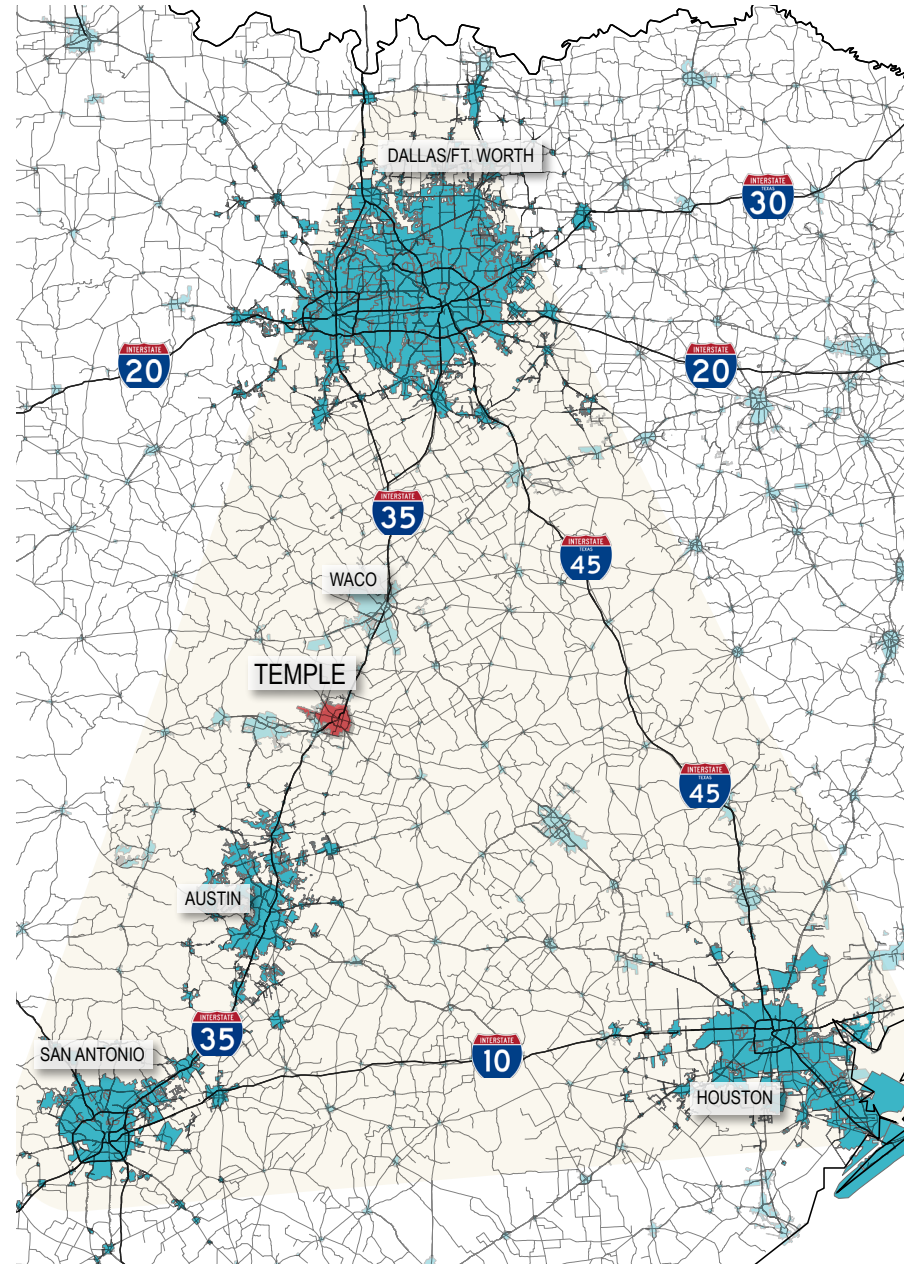 DALLAS/FT. WORTH
INTERSTATE
TEXAS
30
INTERSTATE
20
INTERSTATE
20
INTERSTATE
35
INTERSTATE
TEXAS
45
WACO
TEMPLE
INTERSTATE
TEXAS
45
AUSTIN
INTERSTATE
35
INTERSTATE
10
SAN ANTONIO
HOUSTON